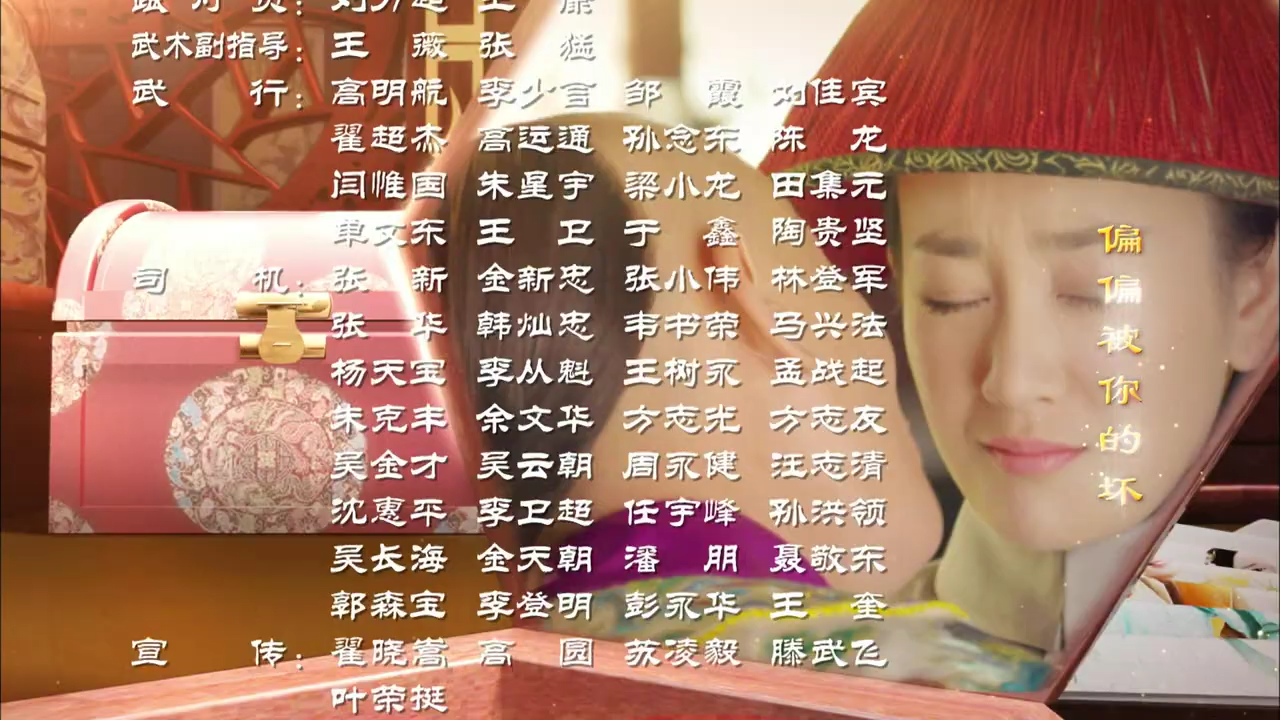 武术副指导：王　薇　张　猛
武　　行：高明航　李少言　邹　霞　刘佳宾
翟超杰　高运通　孙念东　陈　龙
闫惟国　朱星宇　梁小龙　田集元
单文东　王　卫　于　鑫　陶贵坚
司　　机：张　新　金新忠　张小伟　林登军
张　华　韩灿忠　韦书荣　马兴法
杨天宝　李从魁　王树永　孟战起
朱克丰　余文华　方志光　方志友
吴金才　吴云朝　周永健　汪志清
沈惠平　李卫超　任宇峰　孙洪领
吴长海　金天朝　潘　朋　聂敬东
郭森宝　李登明　彭永华　王　奎
宣　　传：翟晓嵩　高　圆　苏凌毅　滕武飞
叶荣挺
偏偏被你的坏